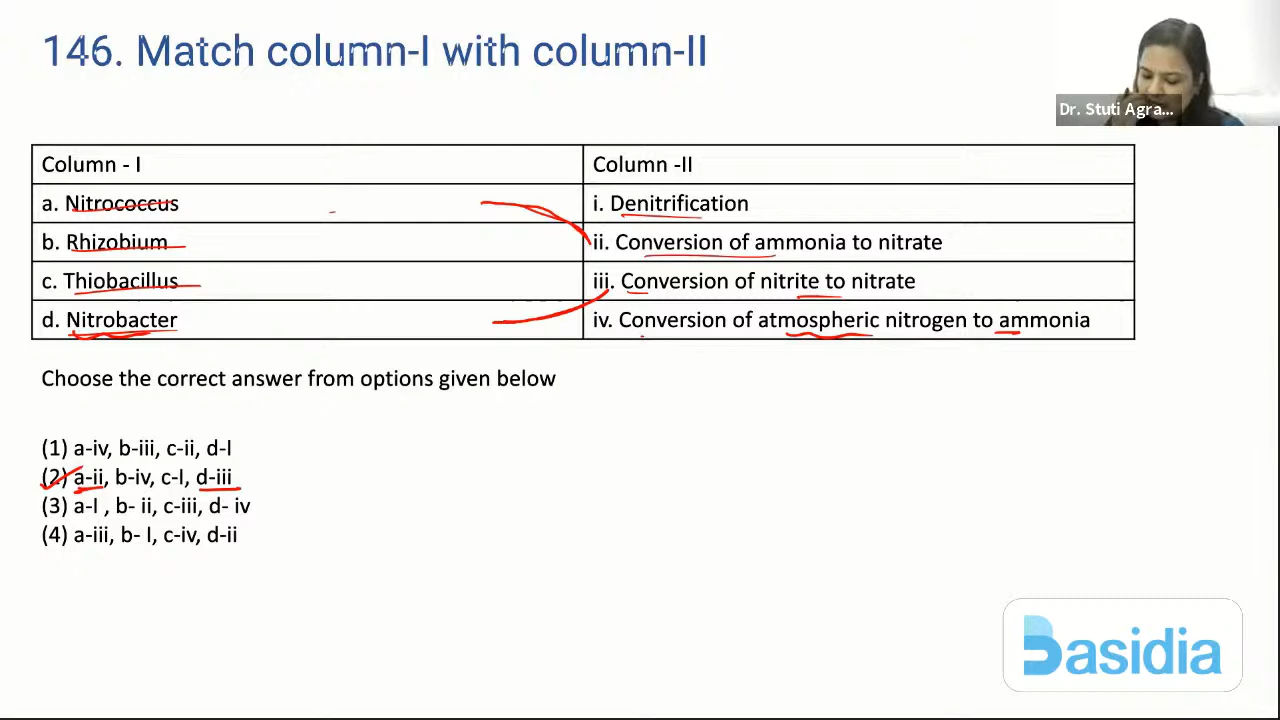 146. Match column-I with column-II
Dr. Stuti Agra...
Column - I
Column -II
a. Nitrococcus
i. Denitrification
b. Rhizobium
ii. Conversion of ammonia to nitrate
c. Thiobacillus
iii. Conversion of nitrite to nitrate
d. Nitrobacter
iv. Conversion of atmospheric nitrogen to ammonia
Choose the correct answer from options given below
(1) a-iv, b-iii, c-ii, d-I
(2) a-ii, b-iv, c-I, d-iii
(3) a-I , b- ii, c-iii, d- iv
(4) a-iii, b- I, c-iv, d-ii
Basidia